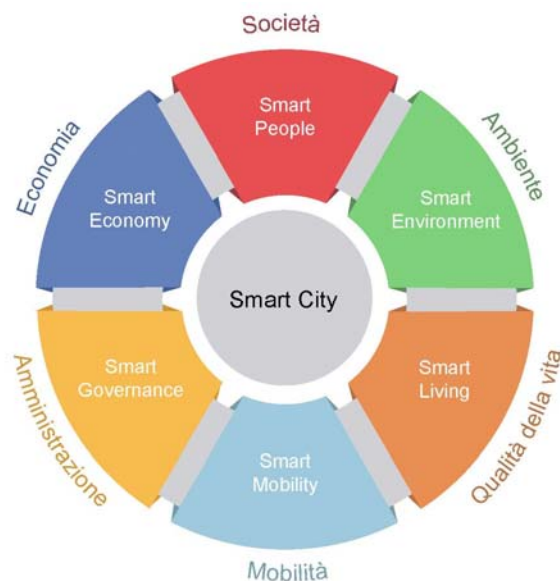 Società
Smart
People
Economia
Ambiente
Smart
Economy
Smart
Environment
Smart City
Smart
Governance
Smart
Living
Amministrazione
Qualità della vita
Smart
Mobility
Mobilità